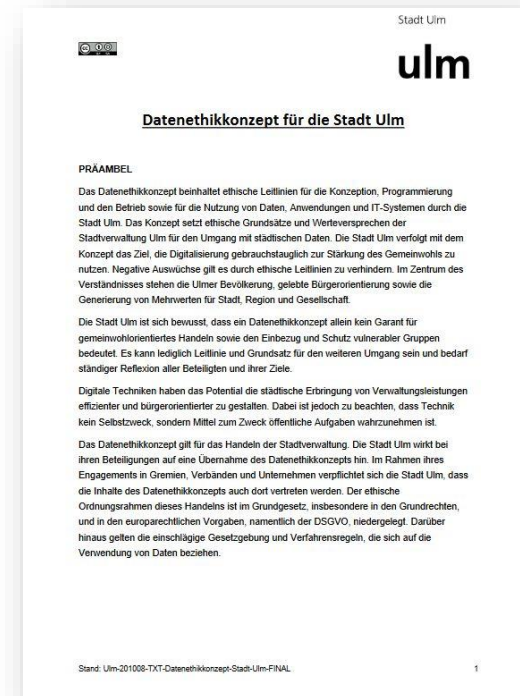 Stadt Ulm
ulm
Datenethikkonzept für die Stadt Ulm
PRÄAMBEL
Das Datenethikkonzept beinhaltet ethische Leitlinien für die Konzeption, Programmierung
und den Betrieb sowie für die Nutzung von Daten, Anwendungen und IT-Systemen durch die
Stadt Ulm. Das Konzept setzt ethische Grundsätze und Werteversprechen der
Stadtverwaltung Ulm für den Umgang mit städtischen Daten. Die Stadt Ulm verfolgt mit dem
Konzept das Ziel, die Digitalisierung gebrauchstauglich zur Stärkung des Gemeinwohls zu
nutzen. Negative Auswüchse gilt es durch ethische Leitlinien zu verhindern. Im Zentrum des
Verständnisses stehen die Ulmer Bevölkerung, gelebte Bürgerorientierung sowie die
Generierung von Mehrwerten für Stadt, Region und Gesellschaft.
Die Stadt Ulm ist sich bewusst, dass ein Datenethikkonzept allein kein Garant für
gemeinwohlorientiertes Handeln sowie den Einbezug und Schutz vulnerabler Gruppen
bedeutet. Es kann lediglich Leitlinie und Grundsatz für den weiteren Umgang sein und bedarf
ständiger Reflexion aller Beteiligten und ihrer Ziele.
Digitale Techniken haben das Potential die städtische Erbringung von Verwaltungsleistungen
effizienter und bürgerorientierter zu gestalten. Dabei ist jedoch zu beachten, dass Technik
kein Selbstzweck, sondern Mittel zum Zweck öffentliche Aufgaben wahrzunehmen ist.
Das Datenethikkonzept gilt für das Handeln der Stadtverwaltung. Die Stadt Ulm wirkt bei
ihren Beteiligungen auf eine Übernahme des Datenethikkonzepts hin. Im Rahmen ihres
Engagements in Gremien, Verbänden und Unternehmen verpflichtet sich die Stadt Ulm, dass
die Inhalte des Datenethikkonzepts auch dort vertreten werden. Der ethische
Ordnungsrahmen dieses Handelns ist im Grundgesetz, insbesondere in den Grundrechten,
und in den europarechtlichen Vorgaben, namentlich der DSGVO, niedergelegt. Darüber
hinaus gelten die einschlägige Gesetzgebung und Verfahrensregeln, die sich auf die
Verwendung von Daten beziehen.
Stand: Ulm-201008-TXT-Datenethikkonzept-Stadt-Ulm-FINAL 1